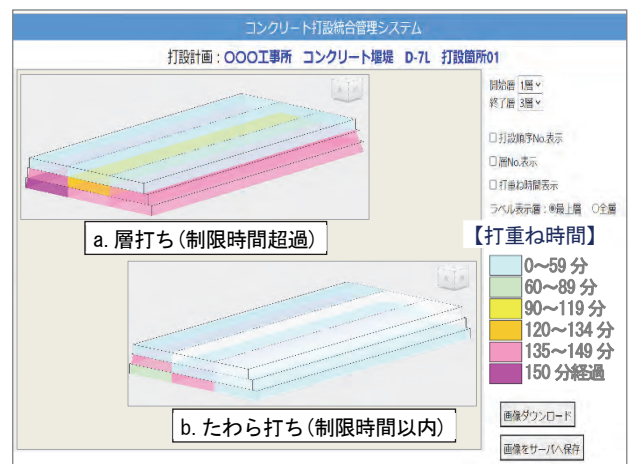 コンクリート打設統合管理システム
打設計画：〇〇〇工事所 コンクリート堰堤 D-7L 打設箇所01
開始層 1層
終了層 3層
□打設順序No.表示
□層No.表示
□打重ね時間表示
ラベル表示層：◉最上層 ○全層
a. 層打ち(制限時間超過)
【打重ね時間】
0～59 分
60～89 分
90～119 分
120～134 分
135～149 分
150 分経過
b. たわら打ち(制限時間以内)
画像ダウンロード
画像をサーバへ保存